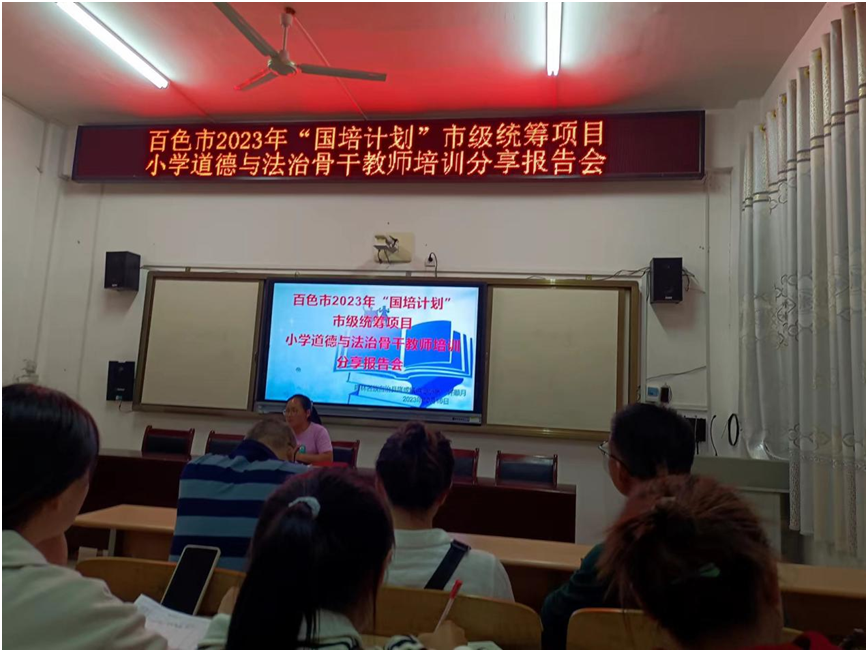 百色市2023年“国培计划”市级统筹项目
小学道德与法治骨干教师培训分享报告会
百色市2023年“国培计划”
市级统筹项目
小学道德与法治骨干教师培训
分享报告会